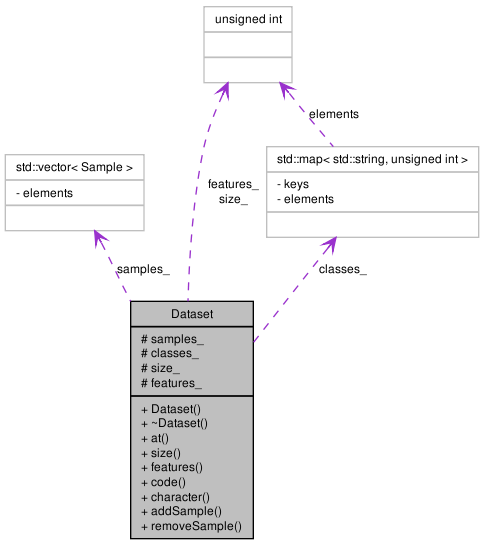 unsigned int
elements
std::vector< Sample >
- elements
std::map< std::string, unsigned int >
- keys
- elements
features_
size_
samples_
classes_
Dataset
# samples_
# classes_
# size_
# features_
+ Dataset()
+ ~Dataset()
+ at()
+ size()
+ features()
+ code()
+ character()
+ addSample()
+ removeSample()